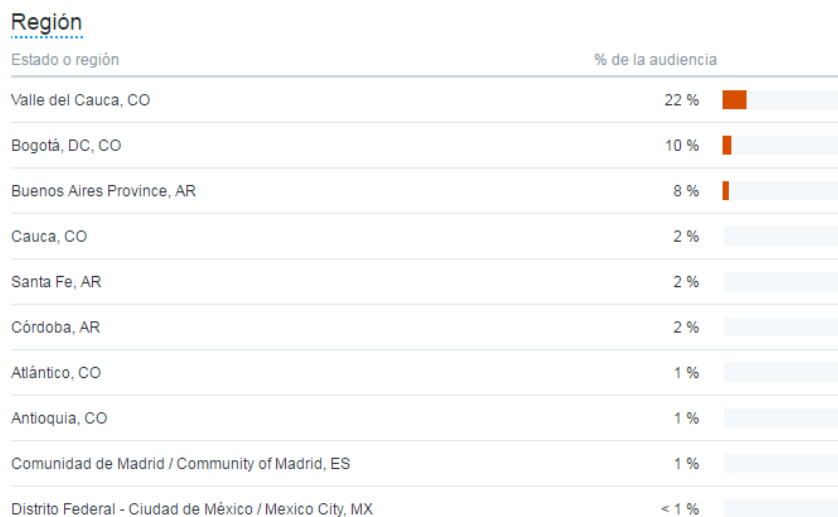 Región
Estado o región % de la audiencia
Valle del Cauca, CO 22 %
Bogotá, DC, CO 10 %
Buenos Aires Province, AR 8 %
Cauca, CO 2 %
Santa Fe, AR 2 %
Córdoba, AR 2 %
Atlántico, CO 1 %
Antioquia, CO 1 %
Comunidad de Madrid / Community of Madrid, ES 1 %
Distrito Federal - Ciudad de México / Mexico City, MX < 1 %